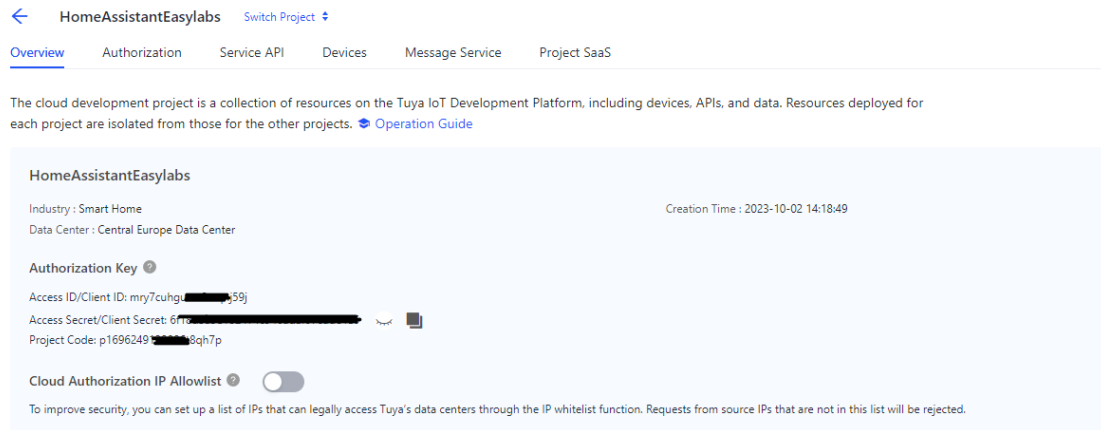 HomeAssistantEasylabs Switch Project
Overview Authorization Service API Devices Message Service Project SaaS
The cloud development project is a collection of resources on the Tuya IoT Development Platform, including devices, APIs, and data. Resources deployed for
each project are isolated from those for the other projects. Operation Guide
HomeAssistantEasylabs
Industry : Smart Home Creation Time : 2023-10-02 14:18:49
Data Center : Central Europe Data Center
Authorization Key ?
Access ID/Client ID:
Access Secret/Client Secret:
Project Code:
Cloud Authorization IP Allowlist ?
To improve security, you can set up a list of IPs that can legally access Tuya's data centers through the IP whitelist function. Requests from source IPs that are not in this list will be rejected.